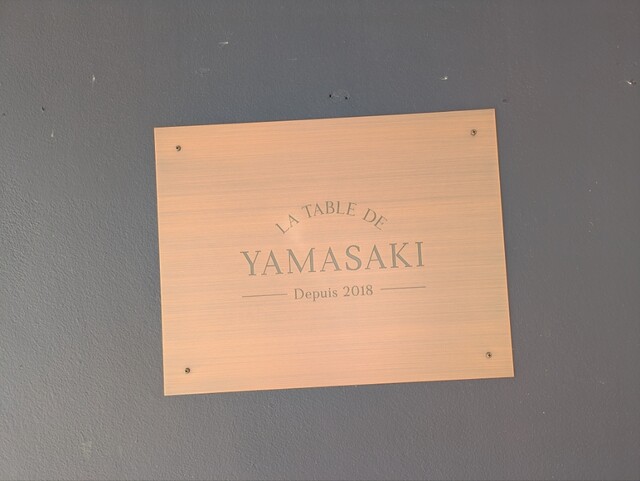 LA TABLE DE
YAMASAKI
Depuis 2018